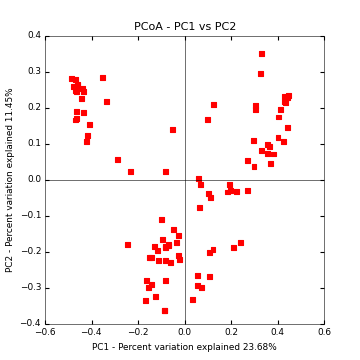 PCoA - PC1 vs PC2
0.4
0.3
0.2
0.1
0.0
−0.1
−0.2
−0.3
−0.4
PC2 - Percent variation explained 11.45%
−0.6 −0.4 −0.2 0.0 0.2 0.4 0.6
PC1 - Percent variation explained 23.68%